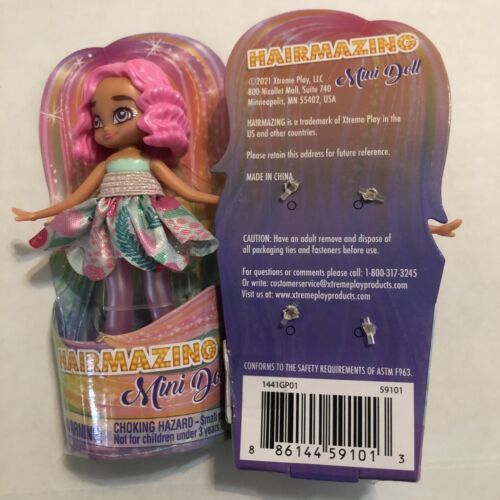 HAIRMAZING
Mini Doll
WARNING
CHOKING HAZARD - Small
Not for children under 3 years
HAIRMAZING
Mini Doll
©2021 Xtreme Play, LLC
800 Nicollet Mall, Suite 740
Minneapolis, MN 55402, USA
HAIRMAZING is a trademark of Xtreme Play in the
US and other countries.
Please retain this address for future reference.
MADE IN CHINA
CAUTION: Have an adult remove and dispose of
all packaging ties and fasteners before use.
For questions or comments please call: 1-800-317-3245
Or write: customerservice@xtremeplayproducts.com
Visit us at: www.xtremeplayproducts.com
CONFORMS TO THE SAFETY REQUIREMENTS OF ASTM F963.
1441GP01 59101
8 86144 59101 3